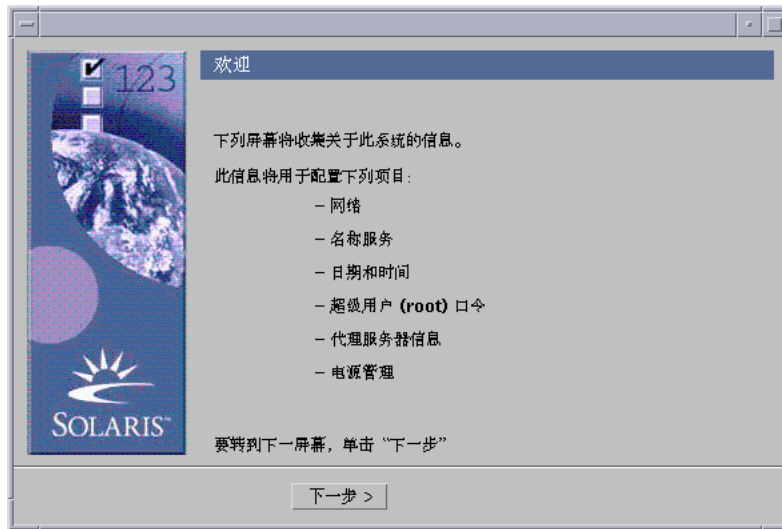 123
SOLARIS™
欢迎
下列屏幕将收集关于此系统的信息。
此信息将用于配置下列项目:
– 网络
– 名称服务
– 日期和时间
– 超级用户 (root) 口令
– 代理服务器信息
– 电源管理
要转到下一屏幕，单击“下一步”
下一步 >